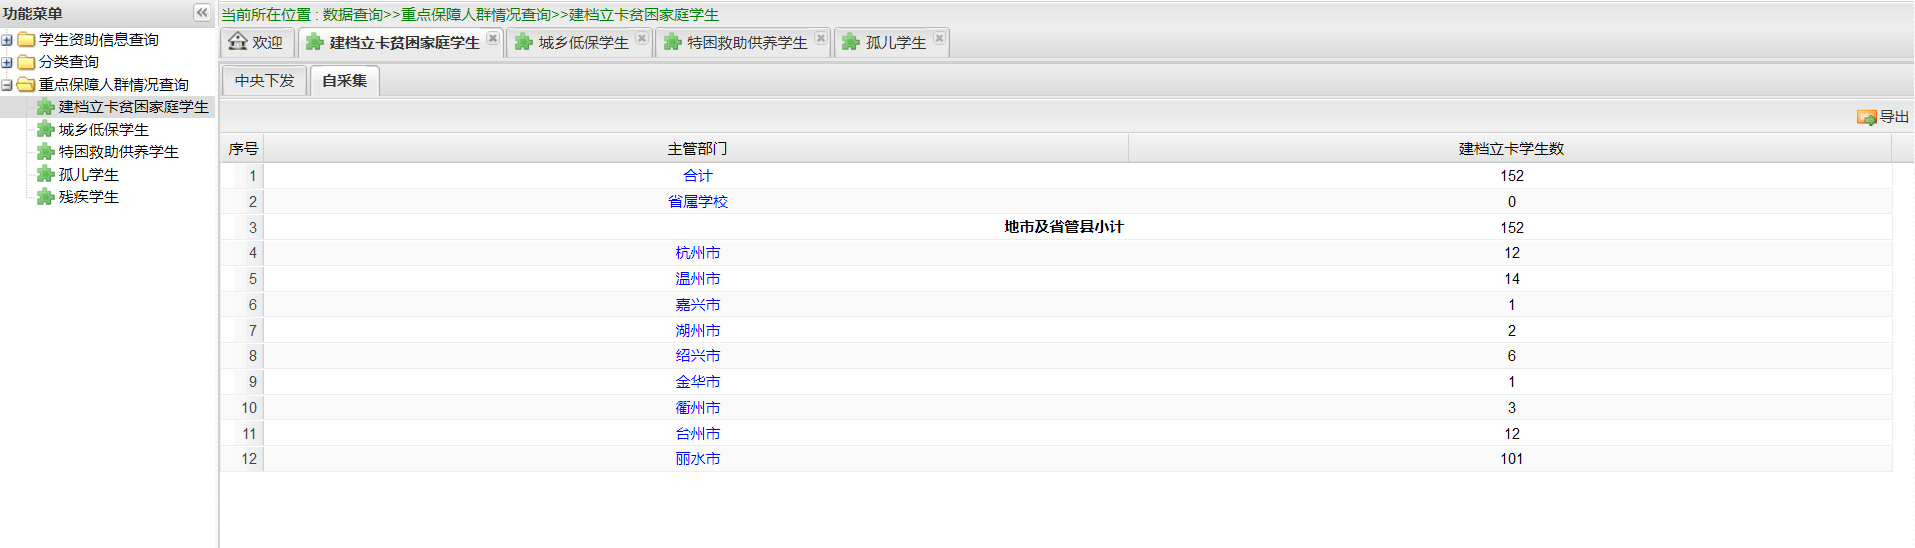 功能菜单
学生资助信息查询
分类查询
重点保障人群情况查询
建档立卡贫困家庭学生
城乡低保学生
特困救助供养学生
孤儿学生
残疾学生
当前所在位置 : 数据查询>>重点保障人群情况查询>>建档立卡贫困家庭学生
欢迎 建档立卡贫困家庭学生 城乡低保学生 特困救助供养学生 孤儿学生
中央下发 自采集
导出
序号 主管部门 建档立卡学生数
1 合计 152
2 省属学校 0
3 地市及省管县小计 152
4 杭州市 12
5 温州市 14
6 嘉兴市 1
7 湖州市 2
8 绍兴市 6
9 金华市 1
10 衢州市 3
11 台州市 12
12 丽水市 101